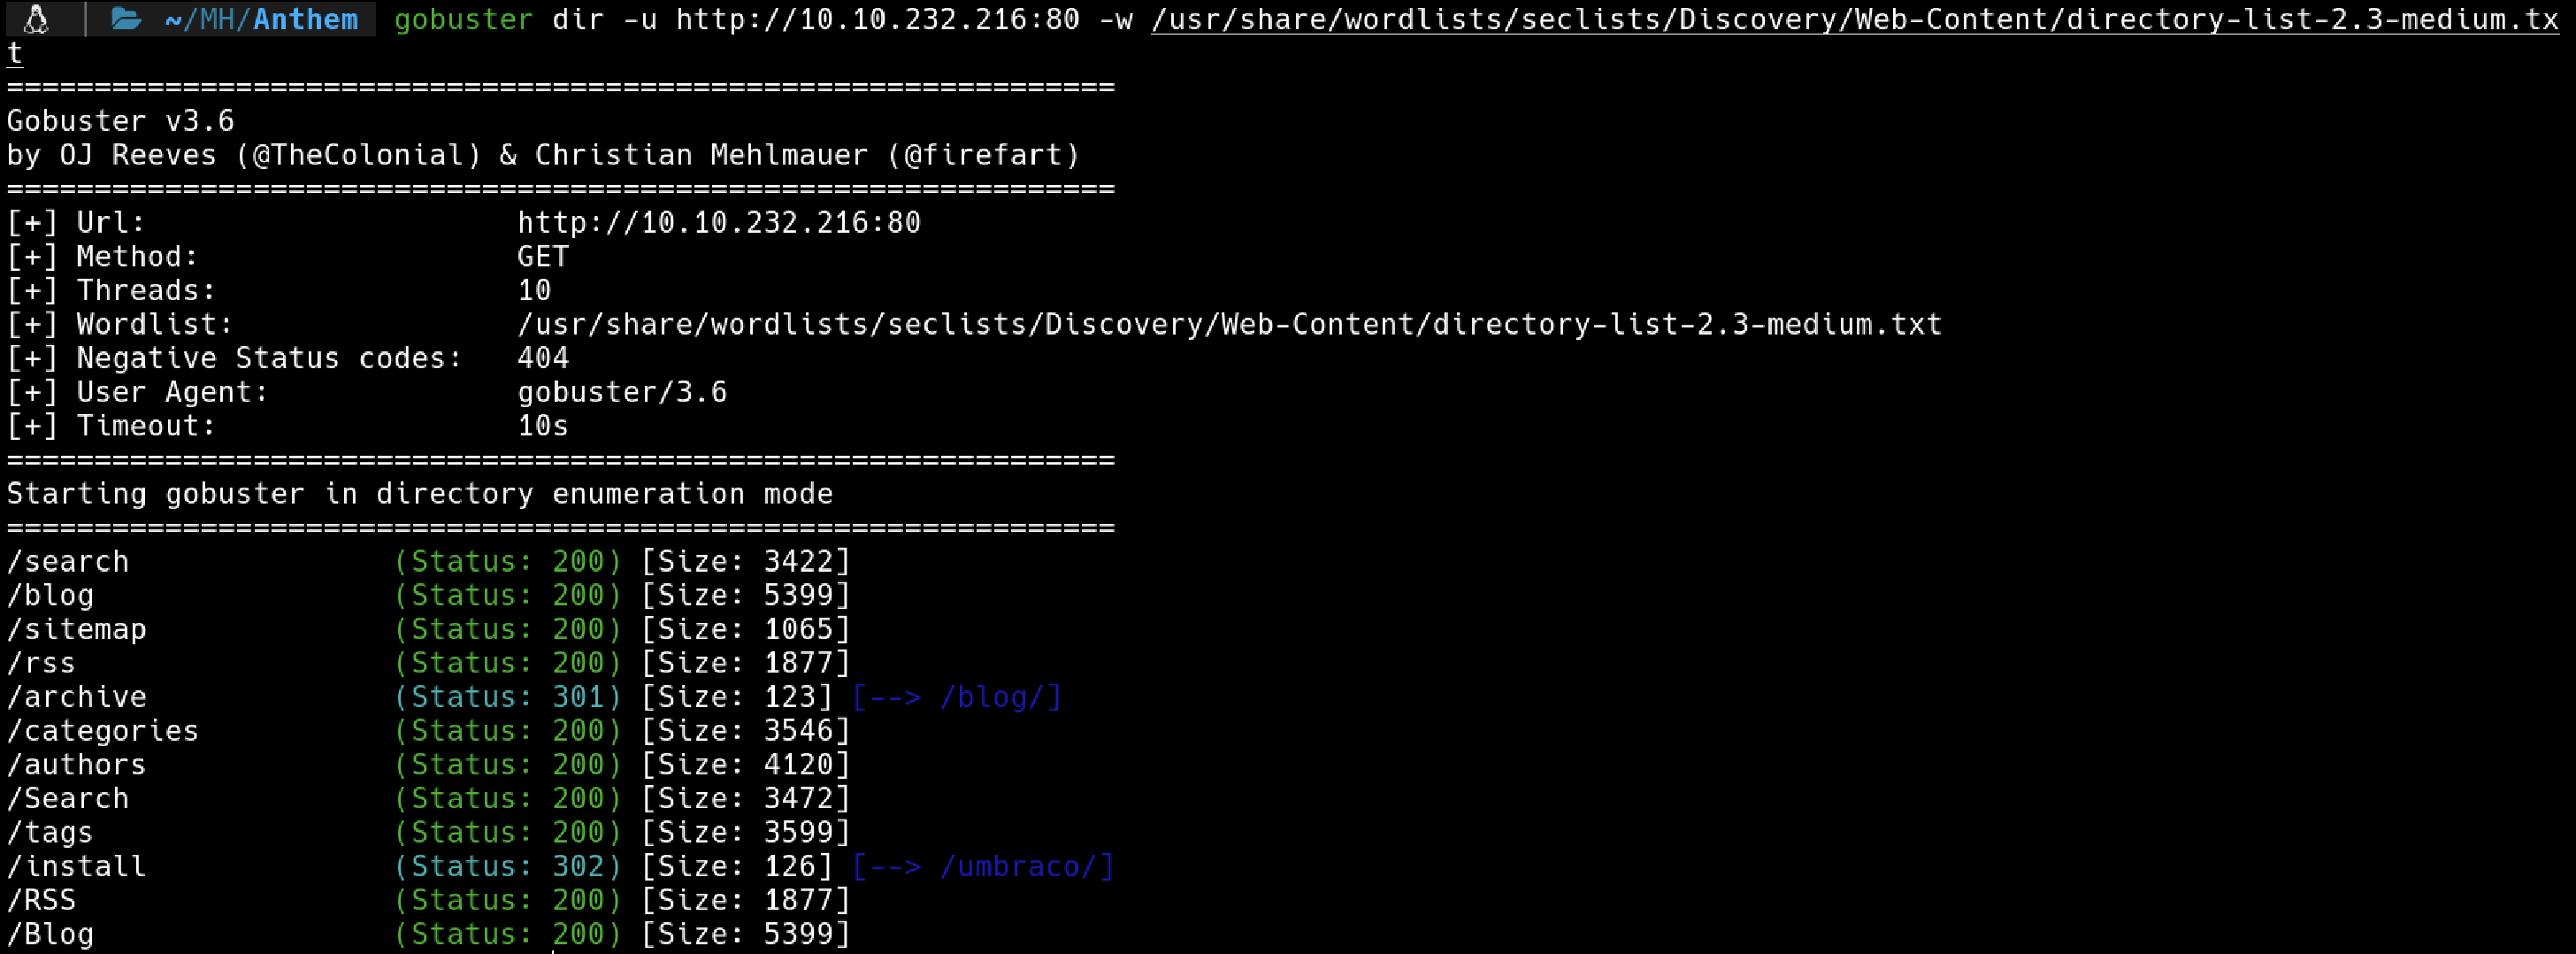 ~/MH/Anthem gobuster dir -u http://10.10.232.216:80 -w /usr/share/wordlists/seclists/Discovery/Web-Content/directory-list-2.3-medium.tx
t
===============================================================
Gobuster v3.6
by OJ Reeves (@TheColonial) & Christian Mehlmauer (@firefart)
===============================================================
[+] Url:                     http://10.10.232.216:80
[+] Method:                  GET
[+] Threads:                 10
[+] Wordlist:                /usr/share/wordlists/seclists/Discovery/Web-Content/directory-list-2.3-medium.txt
[+] Negative Status codes:   404
[+] User Agent:              gobuster/3.6
[+] Timeout:                 10s
===============================================================
Starting gobuster in directory enumeration mode
===============================================================
/search               (Status: 200) [Size: 3422]
/blog                 (Status: 200) [Size: 5399]
/sitemap              (Status: 200) [Size: 1065]
/rss                  (Status: 200) [Size: 1877]
/archive              (Status: 301) [Size: 123] [--> /blog/]
/categories           (Status: 200) [Size: 3546]
/authors              (Status: 200) [Size: 4120]
/Search               (Status: 200) [Size: 3472]
/tags                 (Status: 200) [Size: 3599]
/install              (Status: 302) [Size: 126] [--> /umbraco/]
/RSS                  (Status: 200) [Size: 1877]
/Blog                 (Status: 200) [Size: 5399]